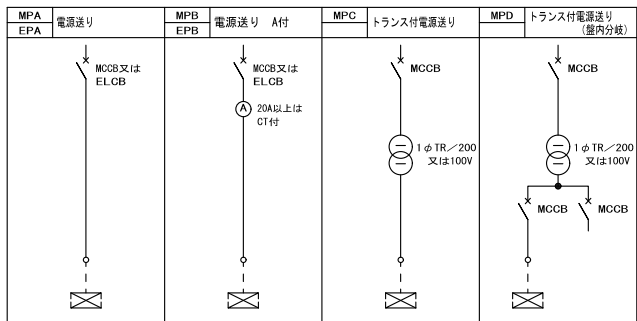 MPA
EPA
電源送り
MCCB又は
ELCB
MPB
EPB
電源送り A付
MCCB又は
ELCB
A
20A以上は
CT付
MPC
トランス付電源送り
MCCB
1φTR／200
又は100V
MPD
トランス付電源送り
(盤内分岐)
MCCB
1φTR／200
又は100V
MCCB
MCCB